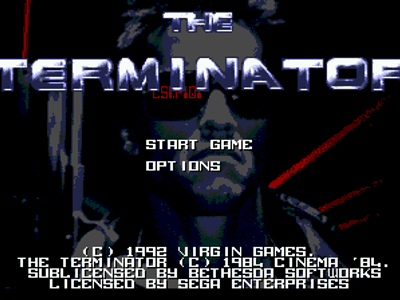 THE
TERMINATOR
START GAME
OPTIONS
(C) 1992 VIRGIN GAMES.
THE TERMINATOR (C) 1984 CINEMA '84.
SUBLICENSED BY BETHESDA SOFTWORKS
LICENSED BY SEGA ENTERPRISES